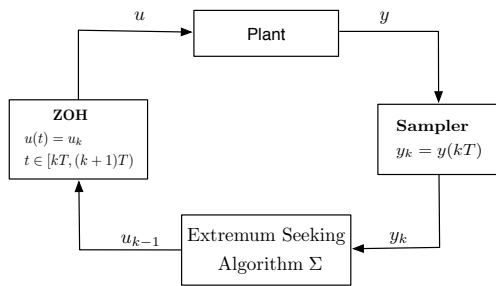 u
Plant
y
ZOH
u(t) = u_k
t ∈ [kT, (k + 1)T)
Sampler
y_k = y(kT)
u_{k−1}
Extremum Seeking
Algorithm Σ
y_k